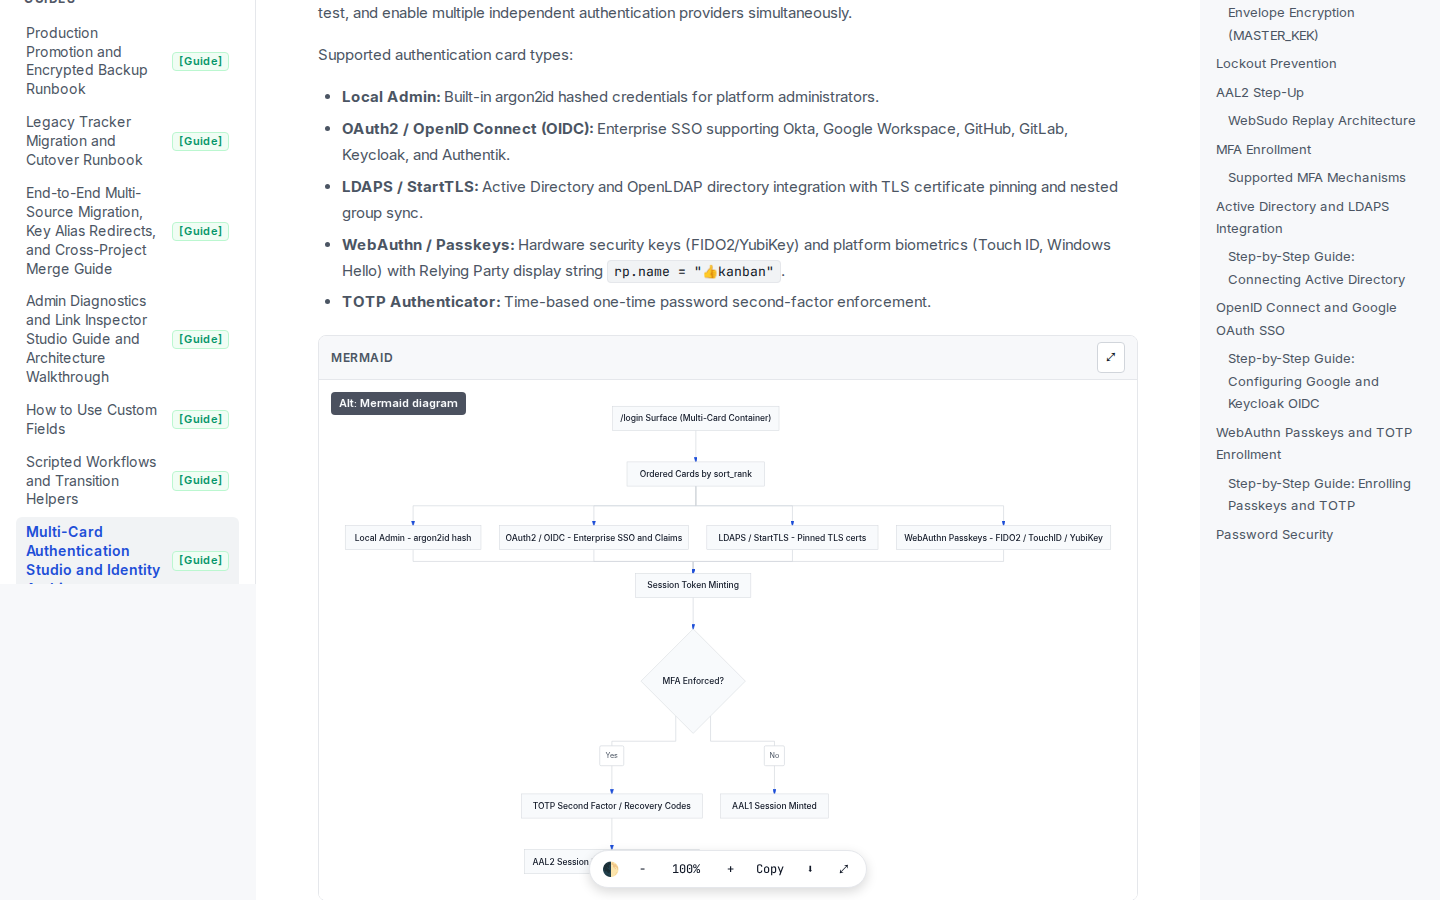 Production
Promotion and
Encrypted Backup
Runbook
[Guide]
Legacy Tracker
Migration and
Cutover Runbook
[Guide]
End-to-End Multi-
Source Migration,
Key Alias Redirects,
and Cross-Project
Merge Guide
[Guide]
Admin Diagnostics
and Link Inspector
Studio Guide and
Architecture
Walkthrough
[Guide]
How to Use Custom
Fields
[Guide]
Scripted Workflows
and Transition
Helpers
[Guide]
Multi-Card
Authentication
Studio and Identity
[Guide]
test, and enable multiple independent authentication providers simultaneously.
Supported authentication card types:
• Local Admin: Built-in argon2id hashed credentials for platform administrators.
• OAuth2 / OpenID Connect (OIDC): Enterprise SSO supporting Okta, Google Workspace, GitHub, GitLab,
Keycloak, and Authentik.
• LDAPS / StartTLS: Active Directory and OpenLDAP directory integration with TLS certificate pinning and nested
group sync.
• WebAuthn / Passkeys: Hardware security keys (FIDO2/YubiKey) and platform biometrics (Touch ID, Windows
Hello) with Relying Party display string rp.name = "👍kanban" .
• TOTP Authenticator: Time-based one-time password second-factor enforcement.
MERMAID
Alt: Mermaid diagram
/login Surface (Multi-Card Container)
Ordered Cards by sort_rank
Local Admin - argon2id hash
OAuth2 / OIDC - Enterprise SSO and Claims
LDAPS / StartTLS - Pinned TLS certs
WebAuthn Passkeys - FIDO2 / TouchID / YubiKey
Session Token Minting
MFA Enforced?
Yes
No
TOTP Second Factor / Recovery Codes
AAL1 Session Minted
AAL2 Session
- 100% + Copy
Envelope Encryption
(MASTER_KEK)
Lockout Prevention
AAL2 Step-Up
WebSudo Replay Architecture
MFA Enrollment
Supported MFA Mechanisms
Active Directory and LDAPS
Integration
Step-by-Step Guide:
Connecting Active Directory
OpenID Connect and Google
OAuth SSO
Step-by-Step Guide:
Configuring Google and
Keycloak OIDC
WebAuthn Passkeys and TOTP
Enrollment
Step-by-Step Guide: Enrolling
Passkeys and TOTP
Password Security